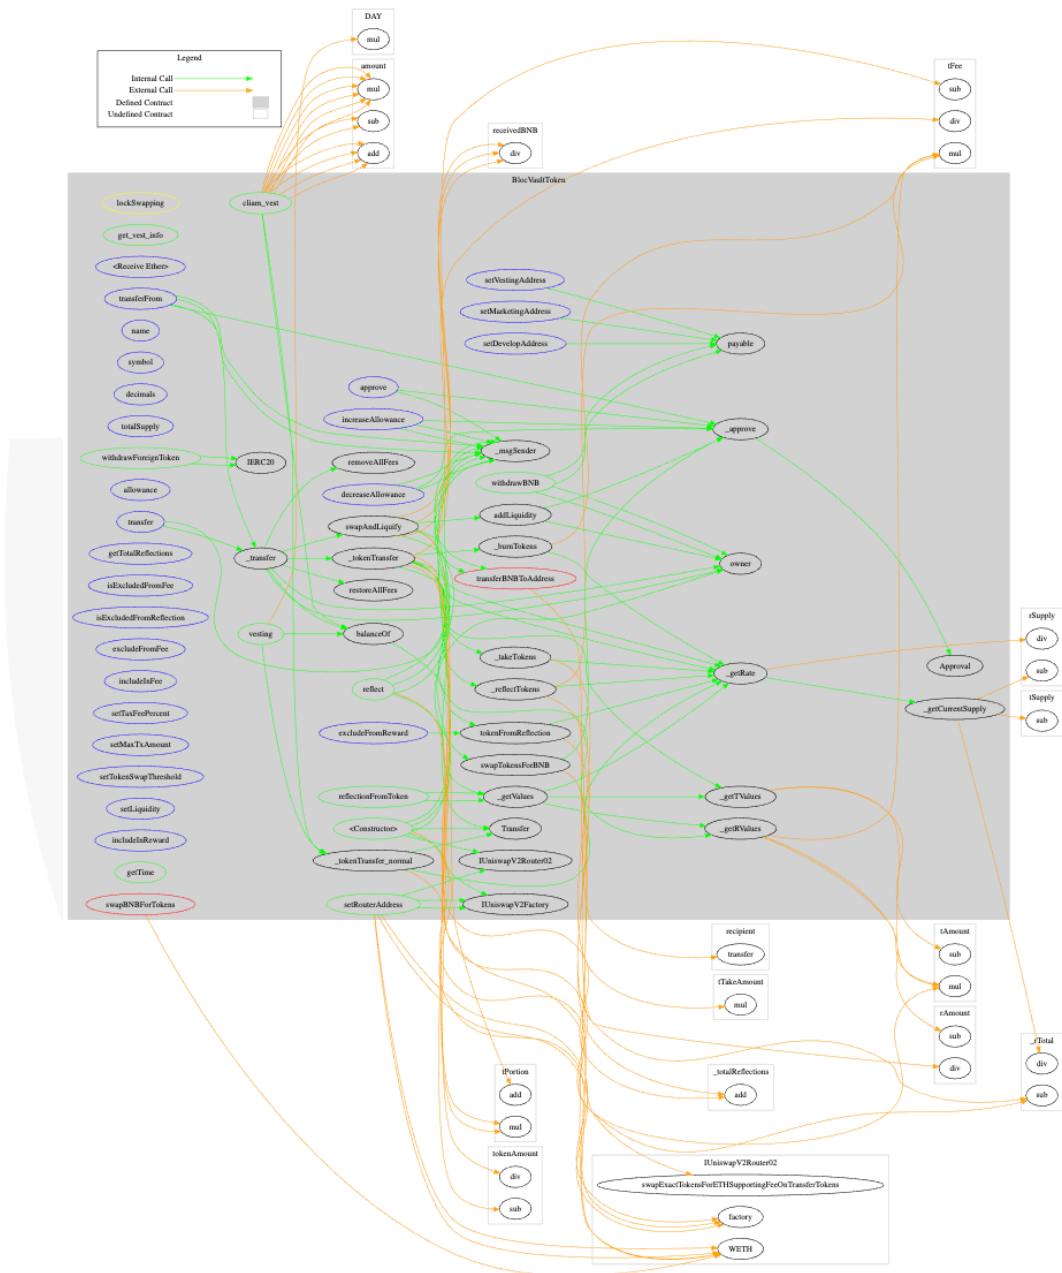 DAY
mul
Legend
Internal Call
External Call
Defined Contract
Undefined Contract
amount
mul
sub
add
receivedBNB
div
tFee
sub
div
mul
BlocVaultToken
lockSwapping
get_vest_info
<Receive Ether>
transferFrom
name
symbol
decimals
totalSupply
withdrawForeignToken
allowance
transfer
getTotalReflections
isExcludedFromFee
isExcludedFromReflection
excludeFromFee
includeInFee
setTaxFeePercent
setMaxTxAmount
setTokenSwapThreshold
setLiquidity
includeInReward
getTime
swapBNBForTokens
cliam_vest
IERC20
_transfer
vesting
approve
increaseAllowance
removeAllFees
decreaseAllowance
swapAndLiquify
_tokenTransfer
restoreAllFees
balanceOf
reflect
excludeFromReward
reflectionFromToken
<Constructor>
_tokenTransfer_normal
setRouterAddress
setVestingAddress
setMarketingAddress
setDevelopAddress
_msgSender
withdrawBNB
addLiquidity
_burnTokens
transferBNBToAddress
_takeTokens
_reflectTokens
tokenFromReflection
swapTokensForBNB
_getValues
Transfer
IUniswapV2Router02
IUniswapV2Factory
payable
_approve
owner
_getRate
_getTValues
_getRValues
Approval
_getCurrentSupply
rSupply
div
sub
tSupply
sub
recipient
transfer
tTakeAmount
mul
tAmount
sub
mul
rAmount
sub
div
_rTotal
div
sub
tPortion
add
mul
_totalReflections
add
tokenAmount
div
sub
IUniswapV2Router02
swapExactTokensForETHSupportingFeeOnTransferTokens
factory
WETH